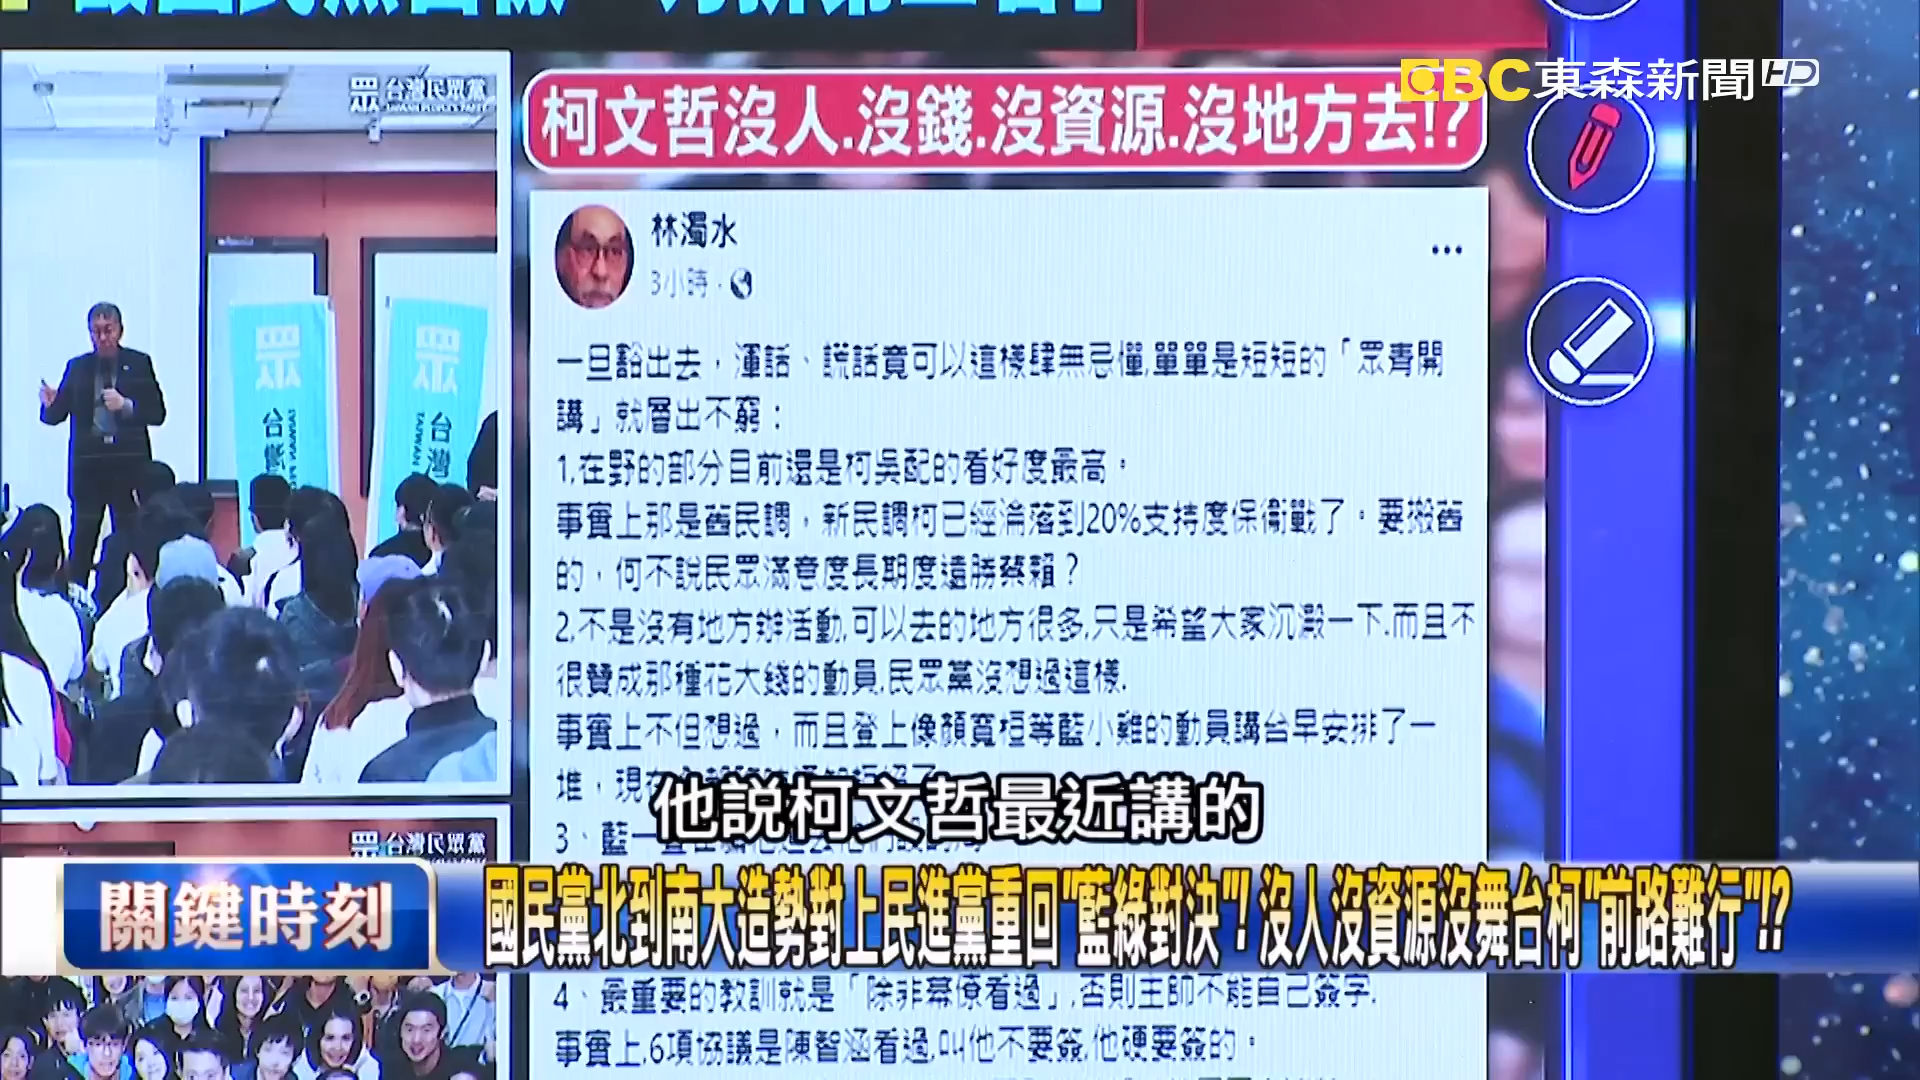 EBC 東森新聞 HD
柯文哲沒人.沒錢.沒資源.沒地方去!?
眾 台灣民眾黨
林濁水
3小時
一旦豁出去，渾話、謊話竟可以這樣肆無忌憚,單單是短短的「眾青開
講」就層出不窮：
1,在野的部分目前還是柯吳配的看好度最高。
事實上那是舊民調，新民調柯已經淪落到20%支持度保衛戰了。要搬舊
的，何不說民眾滿意度長期度遠勝蔡賴？
2,不是沒有地方辦活動,可以去的地方很多,只是希望大家沉澱一下.而且不
很贊成那種花大錢的動員,民眾黨沒想過這樣.
事實上不但想過，而且登上像顏寬恒等藍小雞的動員講台早安排了一
堆，現在
他說柯文哲最近講的
3、藍一
關鍵時刻
國民黨北到南大造勢對上民進黨重回"藍綠對決"! 沒人沒資源沒舞台柯"前路難行"!?
4、最重要的教訓就是「除非幕僚看過」,否則主帥不能自己簽字.
事實上,6項協議是陳智涵看過,叫他不要簽,他硬要簽的。
眾 台灣民眾黨